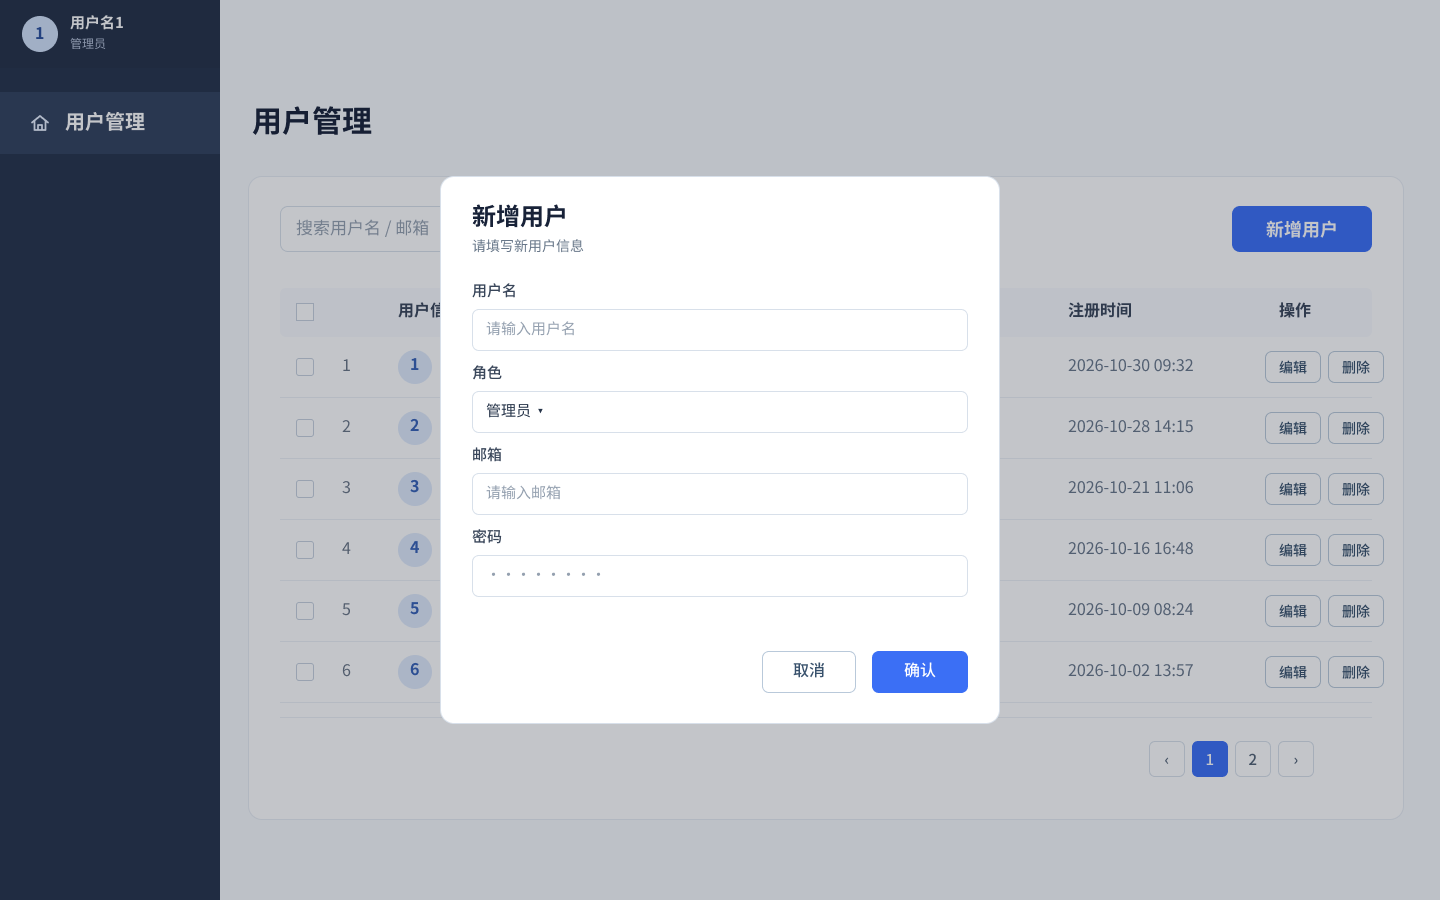 1
用户名1
管理员
用户管理
用户管理
搜索用户名 / 邮箱
新增用户
用户信
注册时间
操作
1
1
2026-10-30 09:32
编辑
删除
2
2
2026-10-28 14:15
编辑
删除
3
3
2026-10-21 11:06
编辑
删除
4
4
2026-10-16 16:48
编辑
删除
5
5
2026-10-09 08:24
编辑
删除
6
6
2026-10-02 13:57
编辑
删除
‹
1
2
›
新增用户
请填写新用户信息
用户名
请输入用户名
角色
管理员 ▾
邮箱
请输入邮箱
密码
········
取消
确认